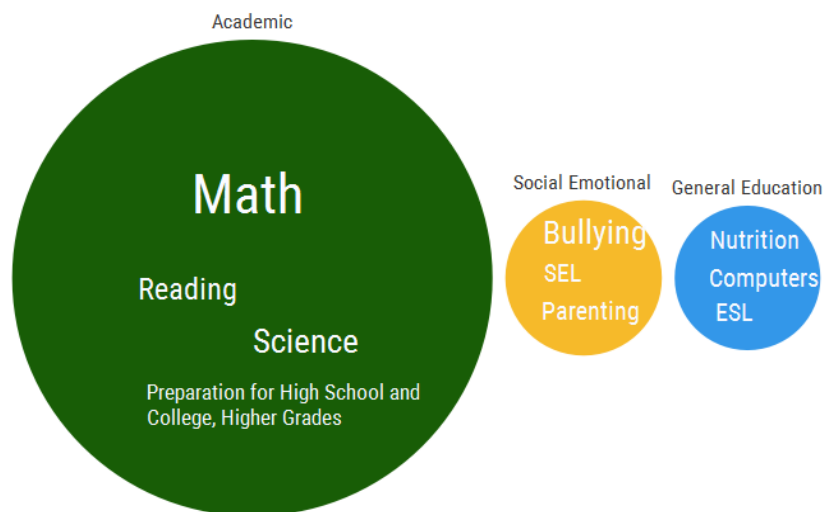 Academic
Math
Reading
Science
Preparation for High School and
College, Higher Grades
Social Emotional
Bullying
SEL
Parenting
General Education
Nutrition
Computers
ESL